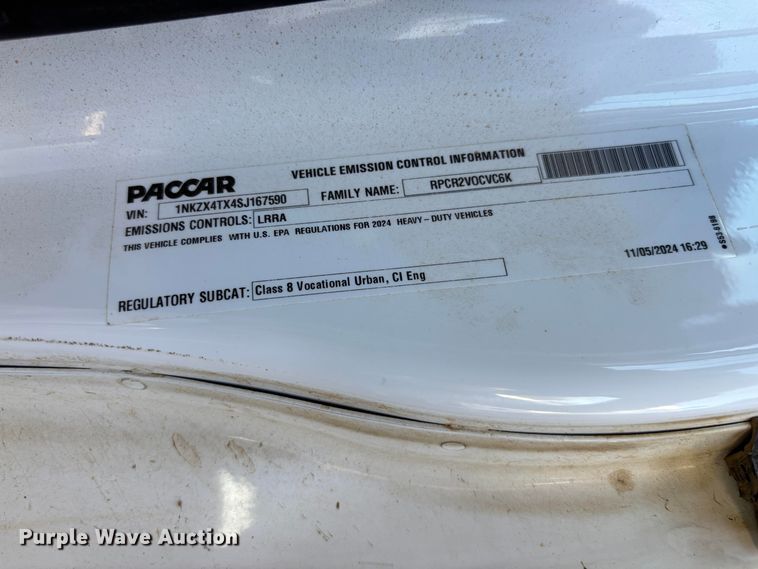 PACCAR VEHICLE EMISSION CONTROL INFORMATION
VIN: 1NKZX4TX4SJ167590 FAMILY NAME: RPCR2VOCVC6K
EMISSIONS CONTROLS: LRRA
THIS VEHICLE COMPLIES WITH U.S. EPA REGULATIONS FOR 2024 HEAVY-DUTY VEHICLES
11/05/2024 16:29
REGULATORY SUBCAT: Class 8 Vocational Urban, CI Eng
Purple Wave Auction